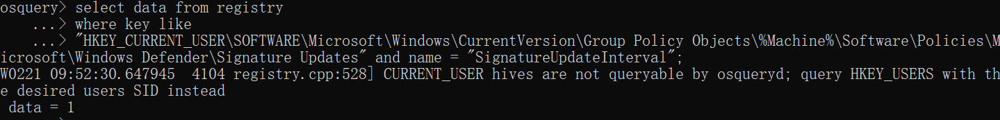 osquery> select data from registry
    ...> where key like
    ...> "HKEY_CURRENT_USER\SOFTWARE\Microsoft\Windows\CurrentVersion\Group Policy Objects\%Machine%\Software\Policies\M
icrosoft\Windows Defender\Signature Updates" and name = "SignatureUpdateInterval";
W0221 09:52:30.647945  4104 registry.cpp:528] CURRENT_USER hives are not queryable by osqueryd; query HKEY_USERS with th
e desired users SID instead
 data = 1